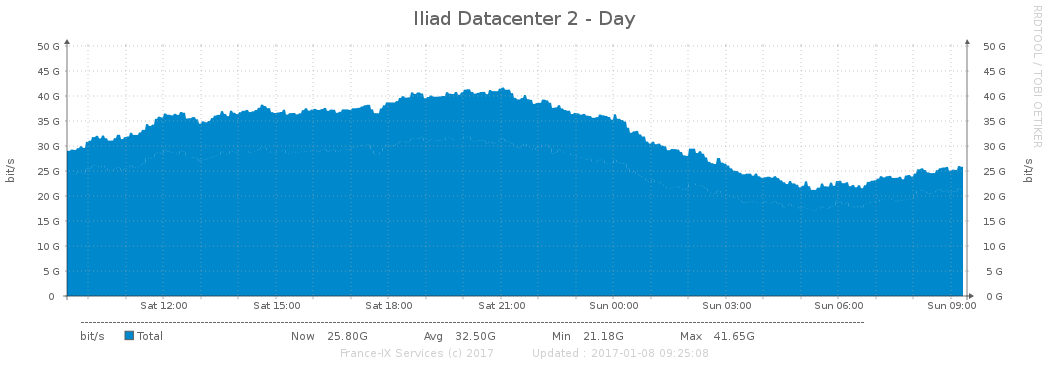 Iliad Datacenter 2 - Day
RRDTOOL / TOBI OETIKER
50 G 50 G
45 G 45 G
40 G 40 G
35 G 35 G
30 G 30 G
25 G 25 G
20 G 20 G
15 G 15 G
10 G 10 G
5 G 5 G
0 0 G
bit/s bit/s
Sat 12:00 Sat 15:00 Sat 18:00 Sat 21:00 Sun 00:00 Sun 03:00 Sun 06:00 Sun 09:00
bit/s Total Now 25.80G Avg 32.50G Min 21.18G Max 41.65G
France-IX Services (c) 2017 Updated : 2017-01-08 09:25:08